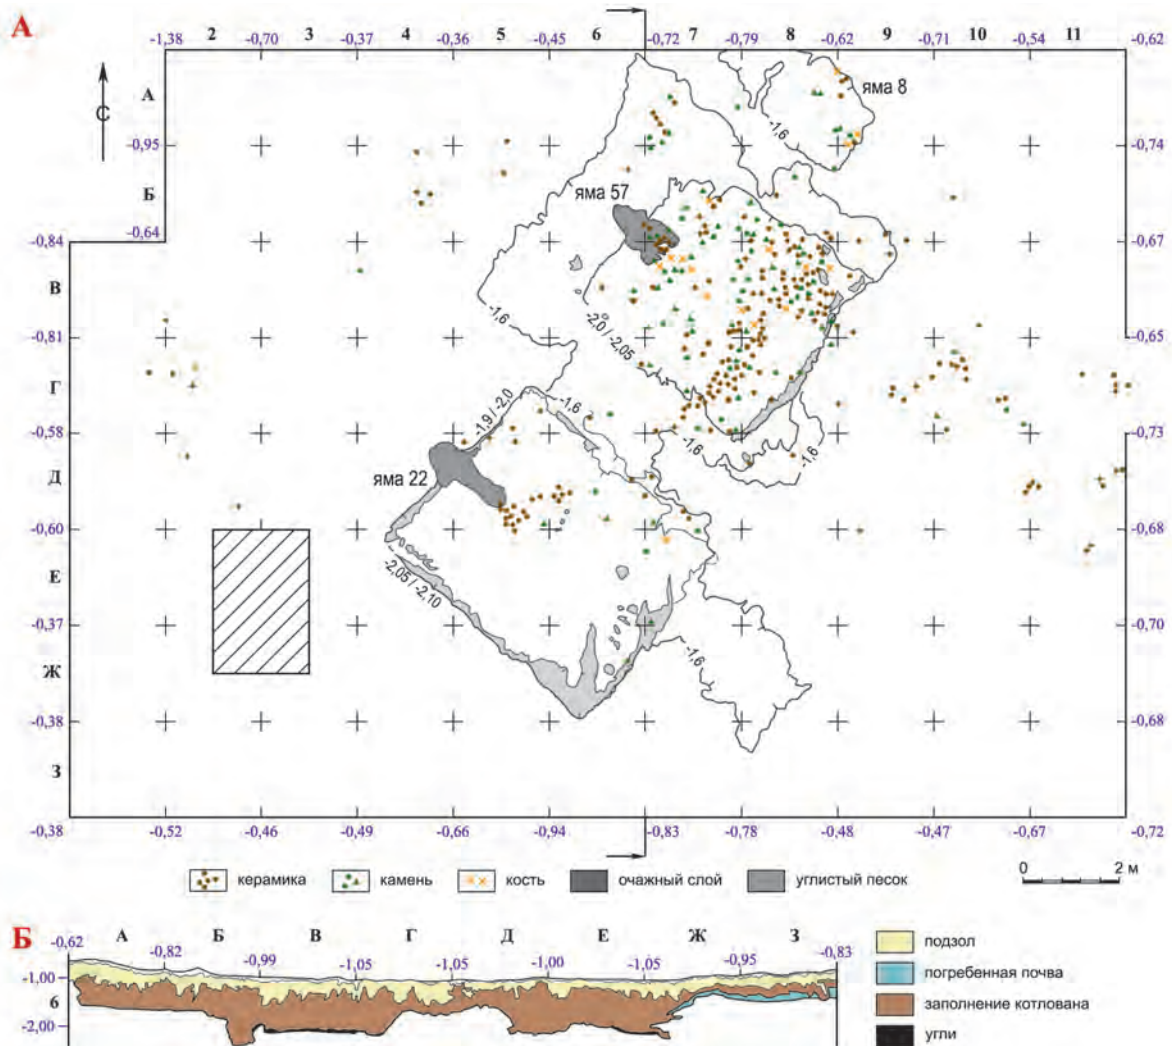 А
2 3 4 5 6 7 8 9 10 11
-1,38 -0,70 -0,37 -0,36 -0,45 -0,72 -0,79 -0,62 -0,71 -0,54 -0,62
С
А
яма 8
-1,6
-1,6
-0,95 -0,74
Б
яма 57
-0,64
-0,84 -0,67
В
-1,6
-2,0 / -2,05
-0,81 -0,65
Г
-1,9 / -2,0
-1,6
-0,58 -0,73
-1,6
-1,6
Д
яма 22
-0,60 -0,68
Е
-2,05 / -2,10
-0,37 -0,70
Ж
-1,6
-0,38 -0,68
З
-0,38 -0,72
-0,52 -0,46 -0,49 -0,66 -0,94 -0,83 -0,78 -0,48 -0,47 -0,67
керамика камень кость очажный слой углистый песок
0 2 м
Б
А Б В Г Д Е Ж З
-0,62 -0,82 -0,99 -1,05 -1,05 -1,00 -1,05 -0,95 -0,83
-1,00
6
-2,00
подзол
погребенная почва
заполнение котлована
угли